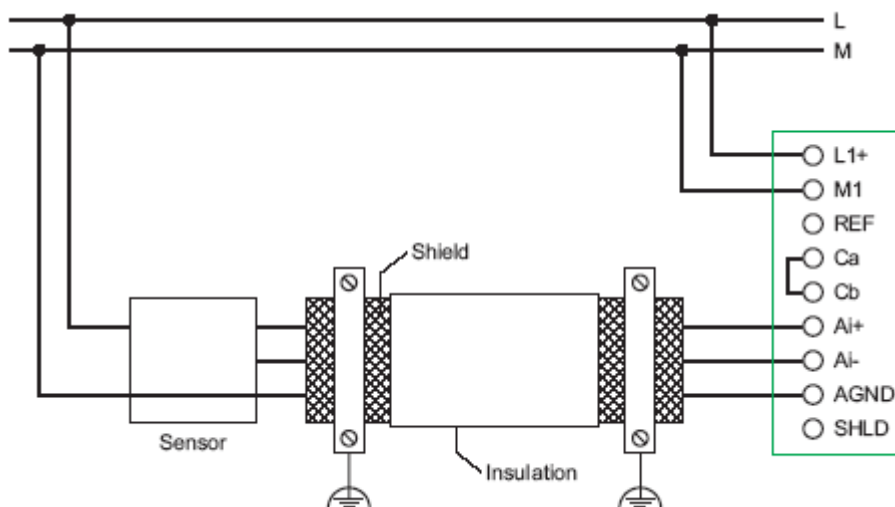 L
M
L1+
M1
REF
Ca
Cb
Ai+
Ai-
AGND
SHLD
Shield
Sensor
Insulation